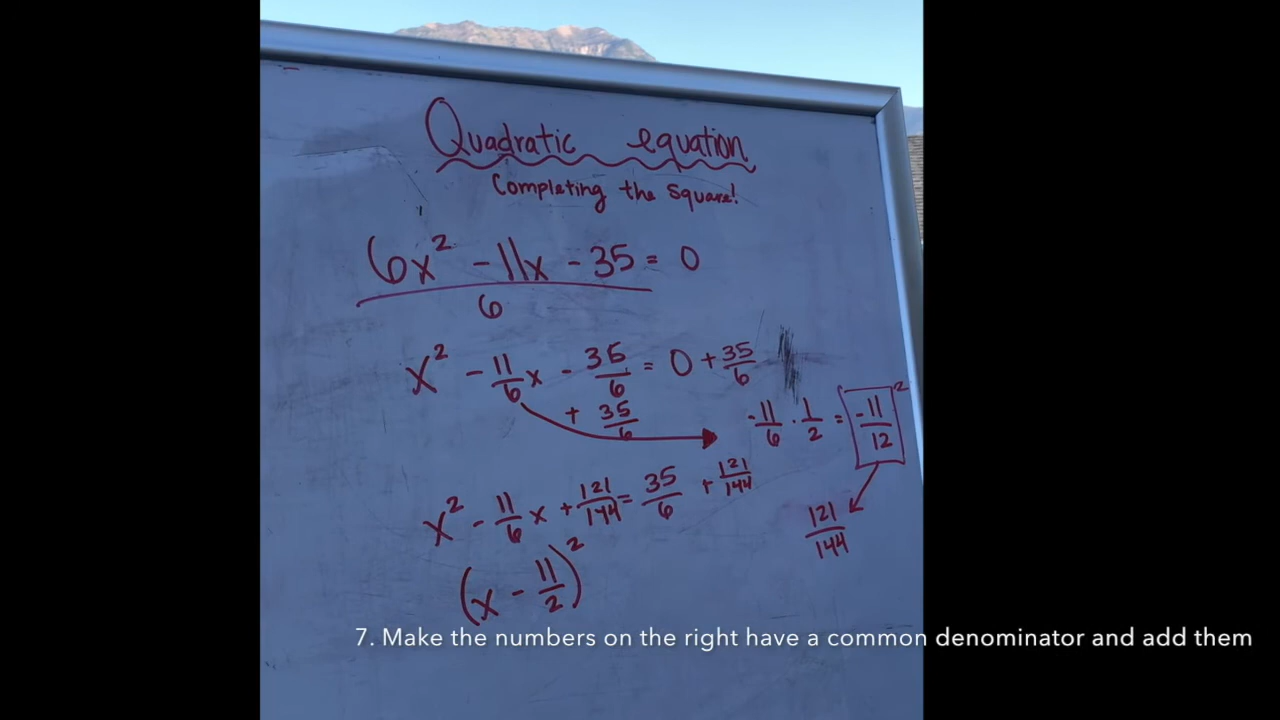 Quadratic equation
Completing the square!
6x² - 11x - 35 = 0
6
x² - 11/6 x - 35/6 = 0 + 35/6
+ 35/6
-11/6 · 1/2 = -11/12 ²
x² - 11/6 x + 121/144 = 35/6 + 121/144
121/144
(x - 11/2)²
7. Make the numbers on the right have a common denominator and add them